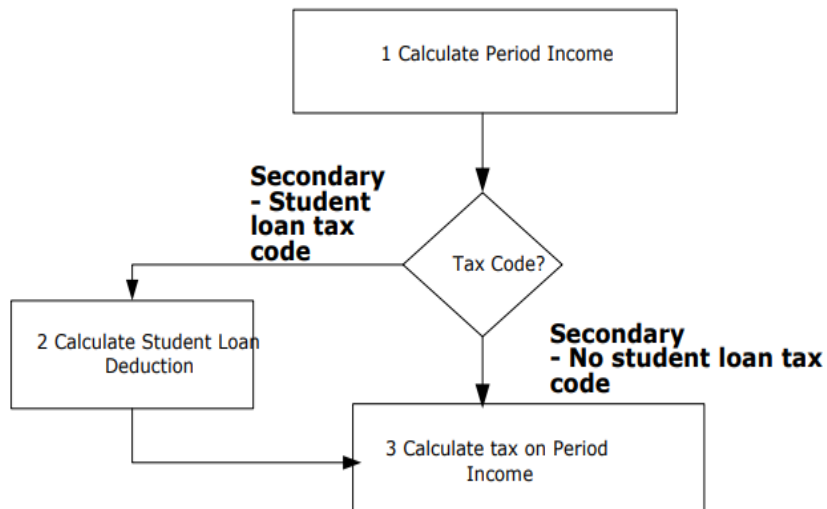 1 Calculate Period Income
Secondary
- Student
loan tax
code
Tax Code?
2 Calculate Student Loan
Deduction
Secondary
- No student loan tax
code
3 Calculate tax on Period
Income